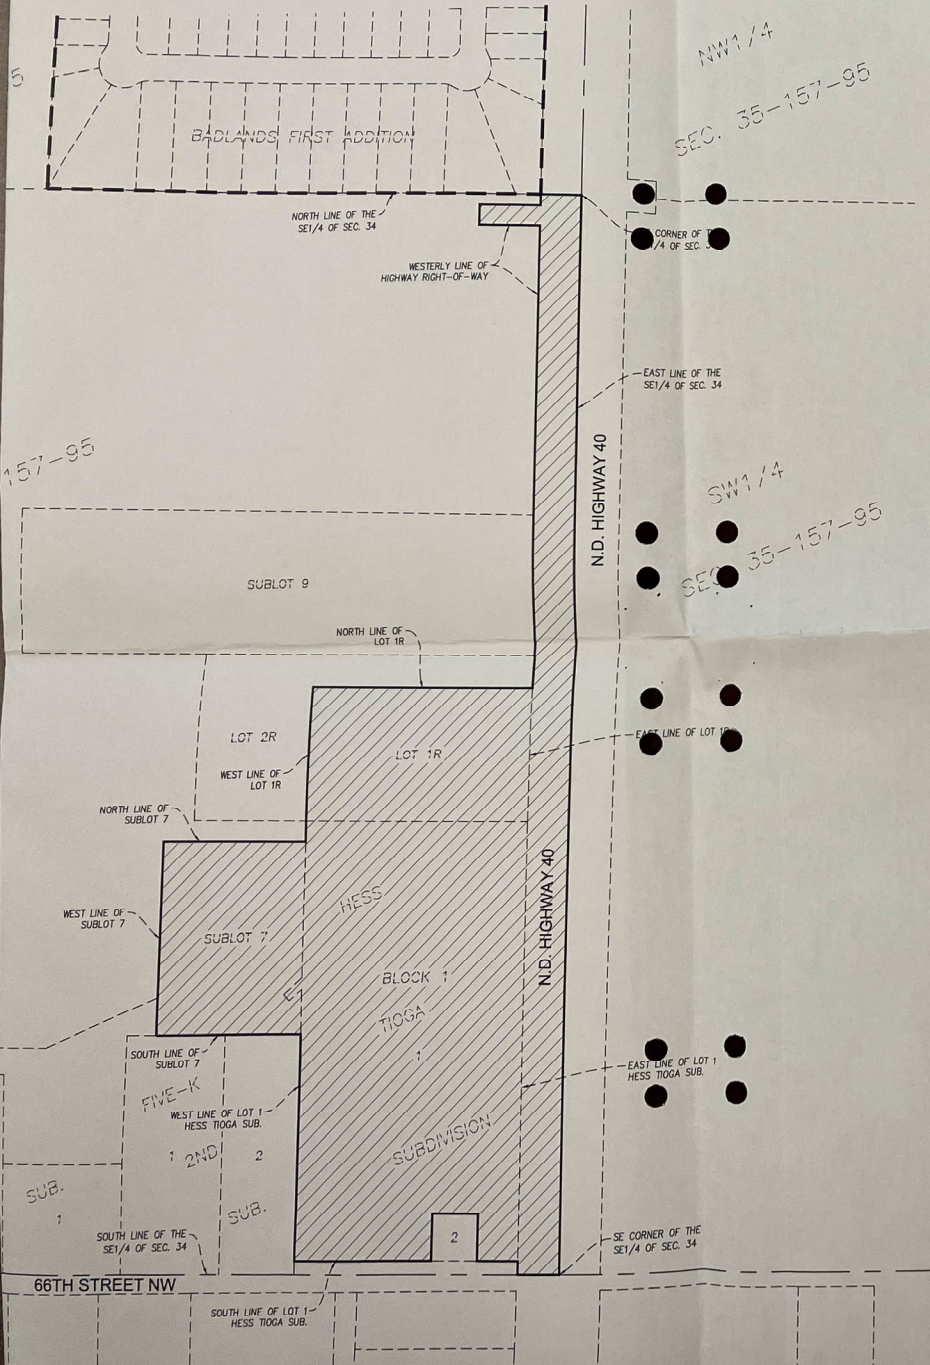 NW1/4
5
SEC. 35-157-95
BADLANDS FIRST ADDITION
NORTH LINE OF THE
SE1/4 OF SEC. 34
CORNER OF
1/4 OF SEC.
WESTERLY LINE OF
HIGHWAY RIGHT-OF-WAY
EAST LINE OF THE
SE1/4 OF SEC. 34
N.D. HIGHWAY 40
157-95
SW1/4
SEC. 35-157-95
SUBLOT 9
NORTH LINE OF
LOT 1R
LOT 2R
LOT 1R
EAST LINE OF LOT 1R
WEST LINE OF
LOT 1R
NORTH LINE OF
SUBLOT 7
HESS
N.D. HIGHWAY 40
WEST LINE OF
SUBLOT 7
SUBLOT 7
BLOCK 1
TIOGA
1
SOUTH LINE OF
SUBLOT 7
EAST LINE OF LOT 1
HESS TIOGA SUB.
FIVE-K
WEST LINE OF LOT 1
HESS TIOGA SUB.
SUBDIVISION
1 2ND 2
SUB.
1
SUB.
SOUTH LINE OF THE
SE1/4 OF SEC. 34
2
SE CORNER OF THE
SE1/4 OF SEC. 34
66TH STREET NW
SOUTH LINE OF LOT 1
HESS TIOGA SUB.